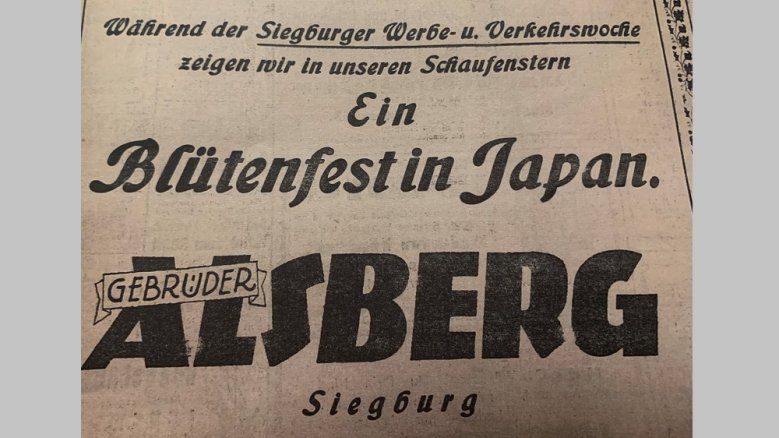 Während der Siegburger Werbe- u. Verkehrswoche
zeigen wir in unseren Schaufenstern
Ein
Blütenfest in Japan.
GEBRÜDER
ALSBERG
Siegburg